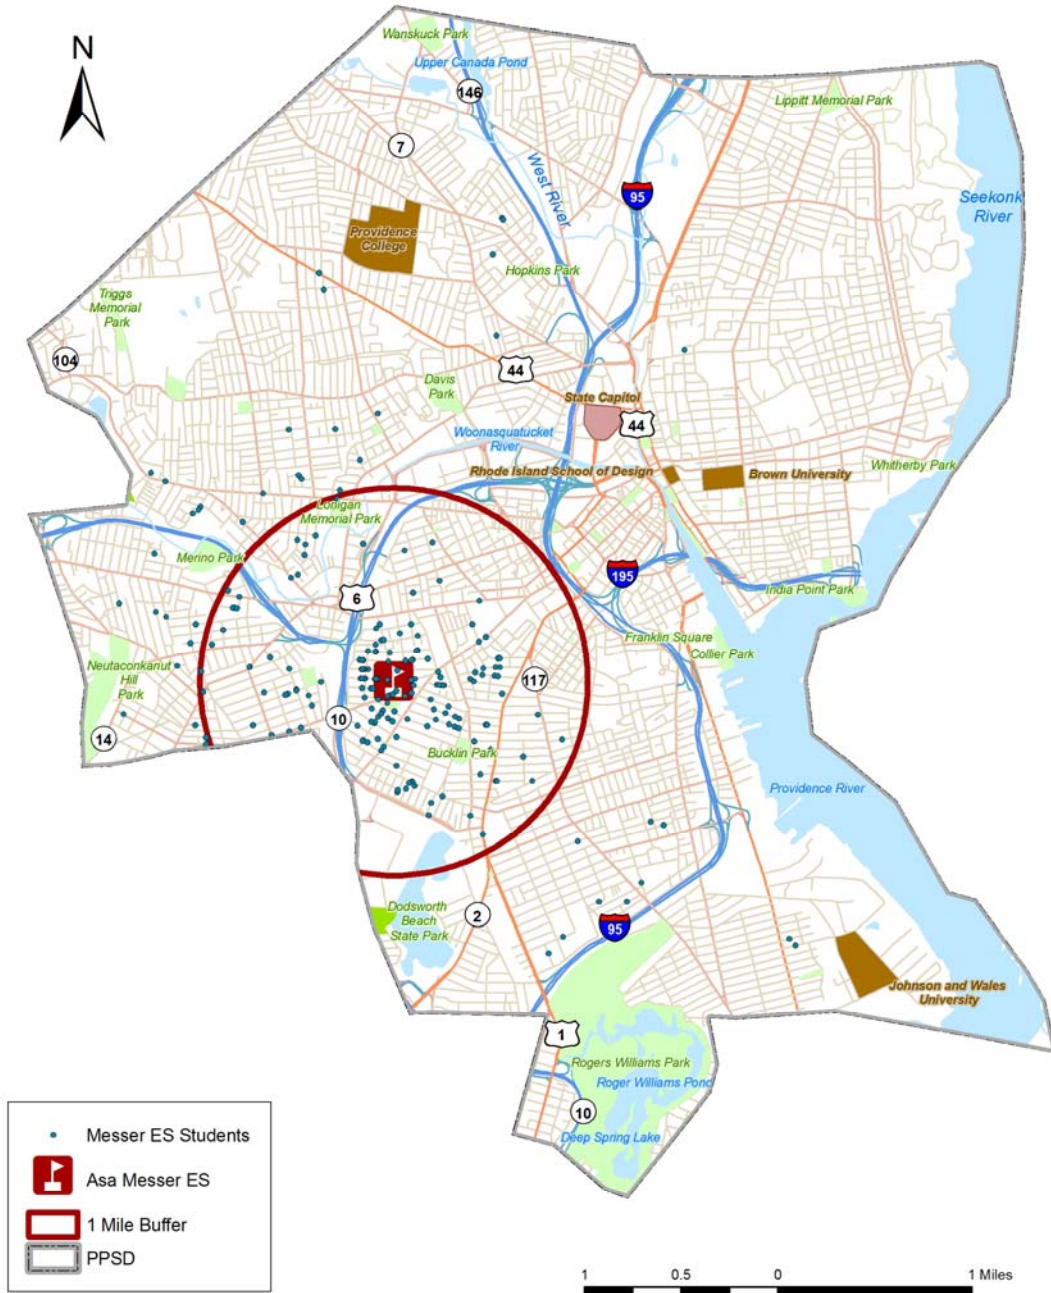 Wanskuck Park
N
Upper Canada Pond
146
Lippitt Memorial Park
7
West River
95
Seekonk
River
Providence
College
Hopkins Park
Triggs
Memorial
Park
104
44
Davis
Park
State Capitol
44
Woonasquatucket
River
Rhode Island School of Design
Brown University
Whitherby Park
Lonigan
Memorial Park
Merino Park
195
6
India Point Park
Franklin Square
Collier Park
Neutaconkanut
Hill
Park
117
10
14
Bucklin Park
Providence River
Dodsworth
Beach
State Park
2
95
Johnson and Wales
University
1
Rogers Williams Park
Roger Williams Pond
10
Deep Spring Lake
Messer ES Students
Asa Messer ES
1 Mile Buffer
PPSD
1 0.5 0 1 Miles